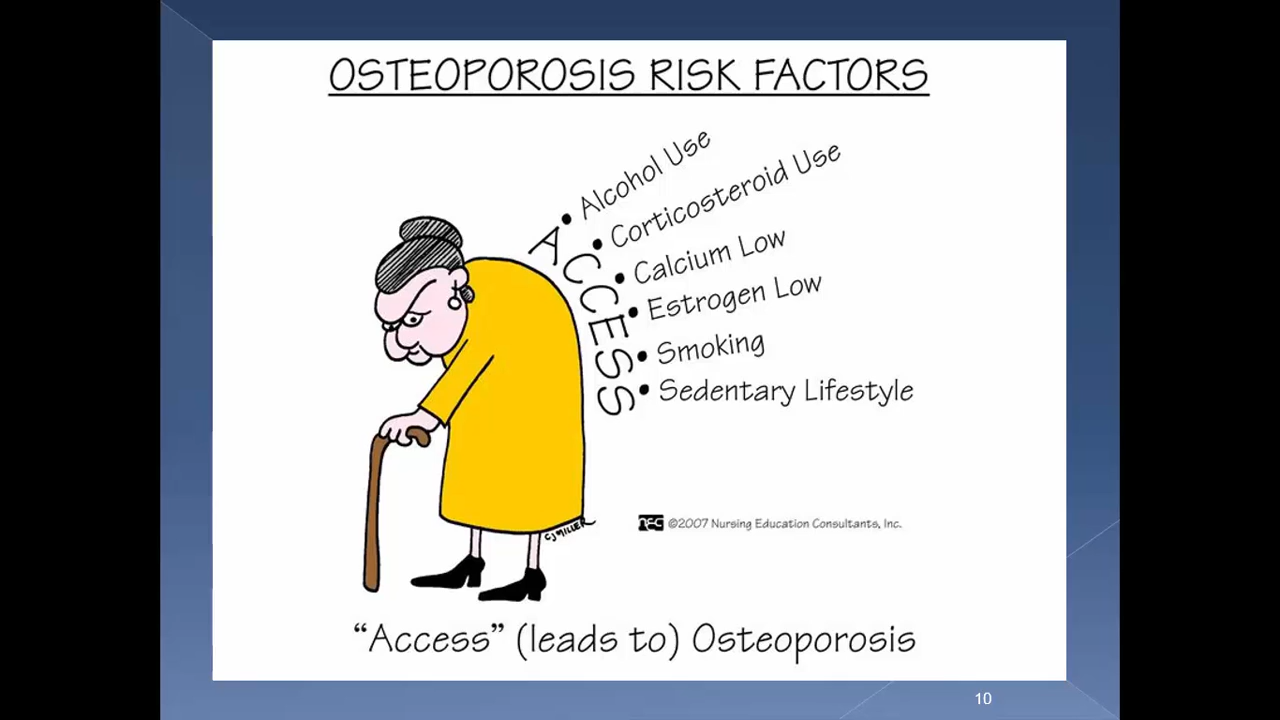 OSTEOPOROSIS RISK FACTORS
ACCESS
• Alcohol Use
• Corticosteroid Use
• Calcium Low
• Estrogen Low
• Smoking
• Sedentary Lifestyle
CJMILLER
NEC ©2007 Nursing Education Consultants, Inc.
“Access” (leads to) Osteoporosis
10